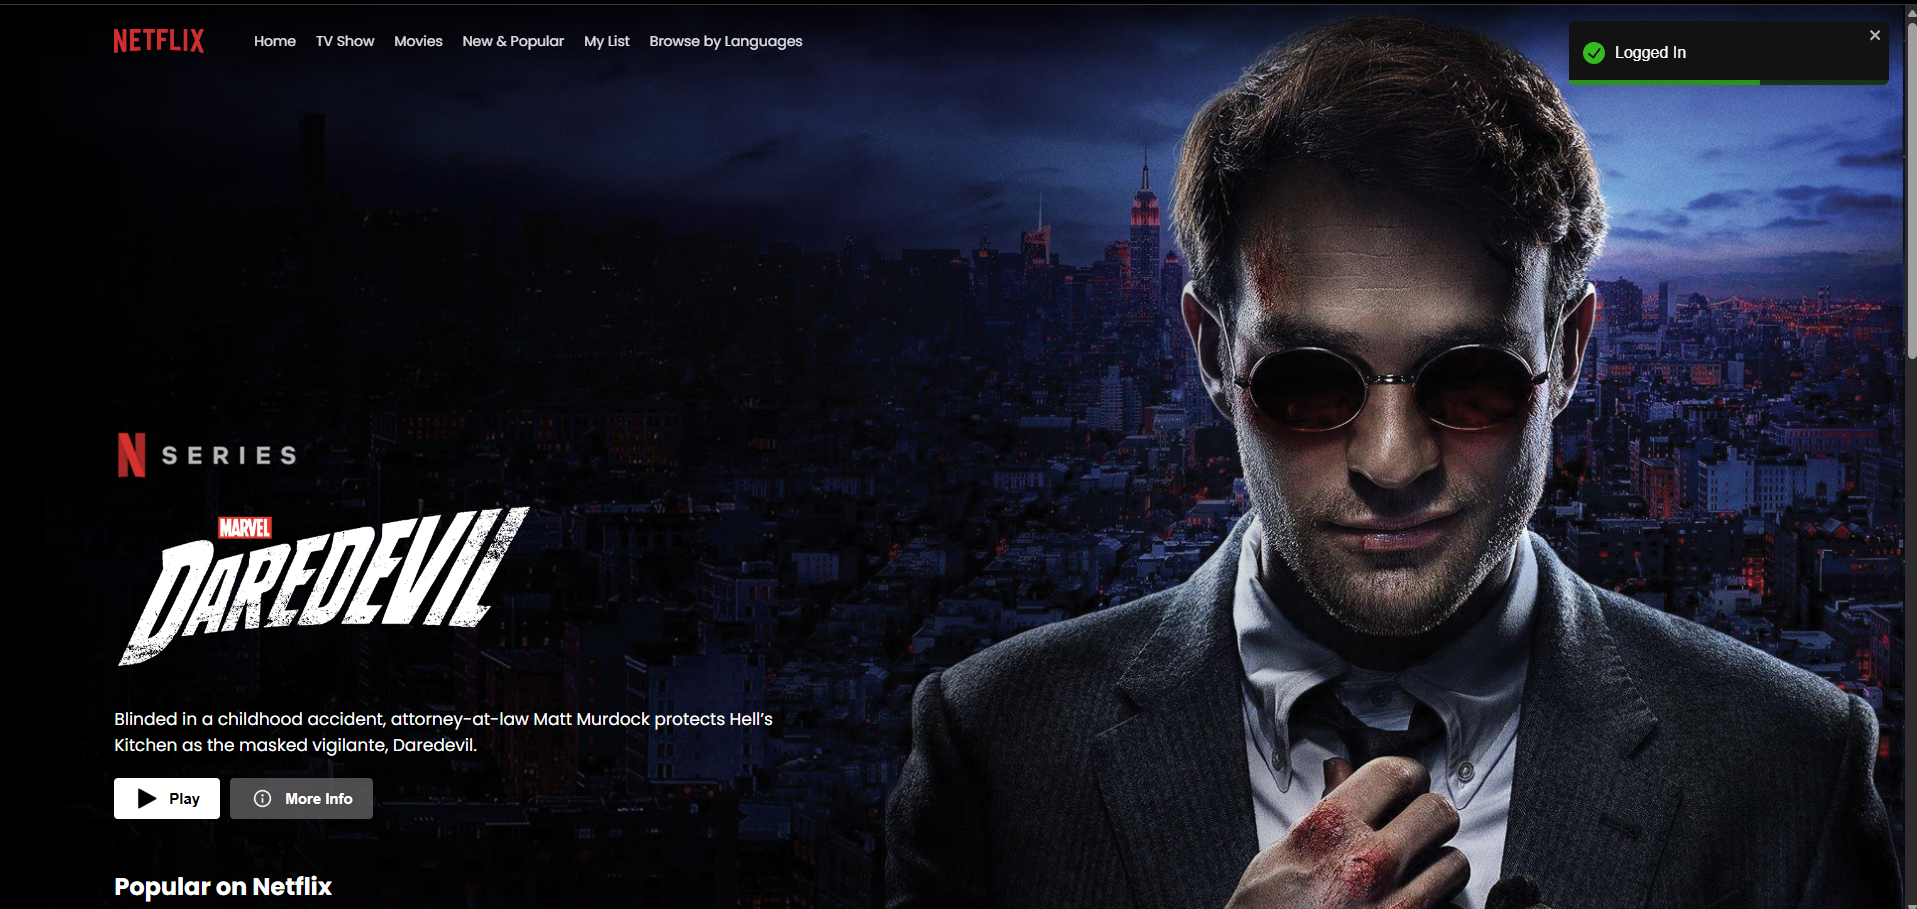 NETFLIX
Home
TV Show
Movies
New & Popular
My List
Browse by Languages
Logged In
N SERIES
MARVEL
DAREDEVIL
Blinded in a childhood accident, attorney-at-law Matt Murdock protects Hell's
Kitchen as the masked vigilante, Daredevil.
Play
More Info
Popular on Netflix